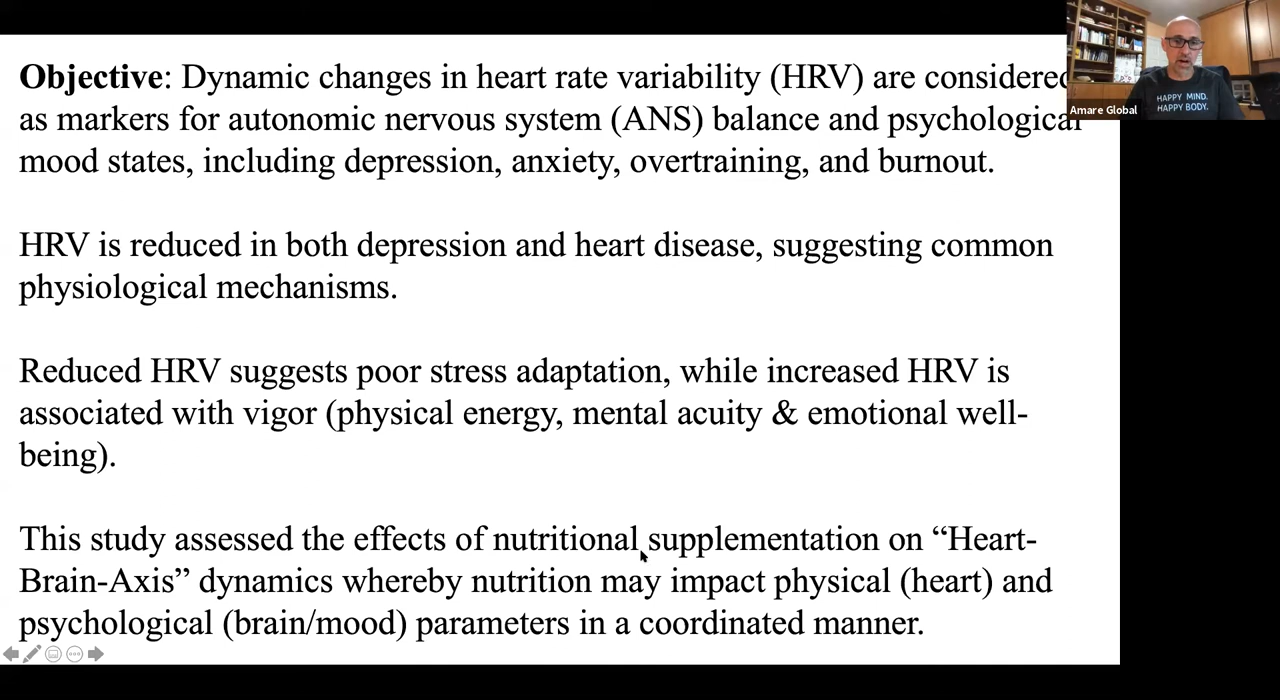 Objective: Dynamic changes in heart rate variability (HRV) are considered
as markers for autonomic nervous system (ANS) balance and psychological
mood states, including depression, anxiety, overtraining, and burnout.
HRV is reduced in both depression and heart disease, suggesting common
physiological mechanisms.
Reduced HRV suggests poor stress adaptation, while increased HRV is
associated with vigor (physical energy, mental acuity & emotional well-
being).
This study assessed the effects of nutritional supplementation on “Heart-
Brain-Axis” dynamics whereby nutrition may impact physical (heart) and
psychological (brain/mood) parameters in a coordinated manner.
HAPPY MIND.
HAPPY BODY.
Amare Global